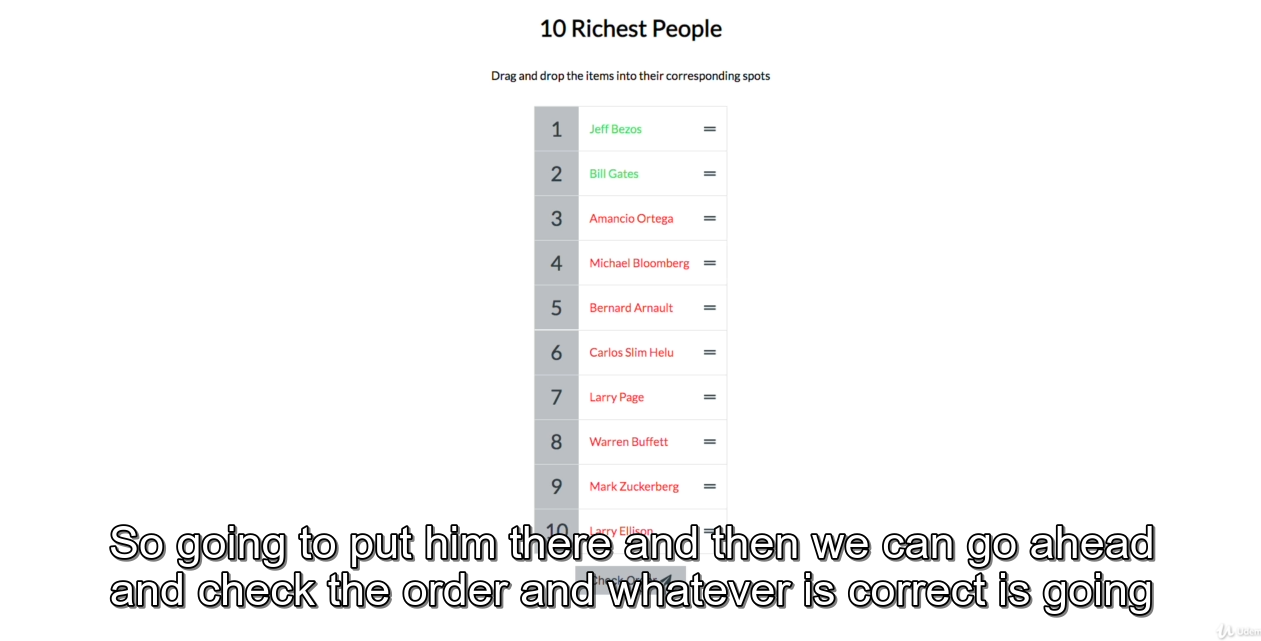 10 Richest People
Drag and drop the items into their corresponding spots
1 Jeff Bezos
2 Bill Gates
3 Amancio Ortega
4 Michael Bloomberg
5 Bernard Arnault
6 Carlos Slim Helu
7 Larry Page
8 Warren Buffett
9 Mark Zuckerberg
10 Larry Ellison
Check Order
So going to put him there and then we can go ahead
and check the order and whatever is correct is going